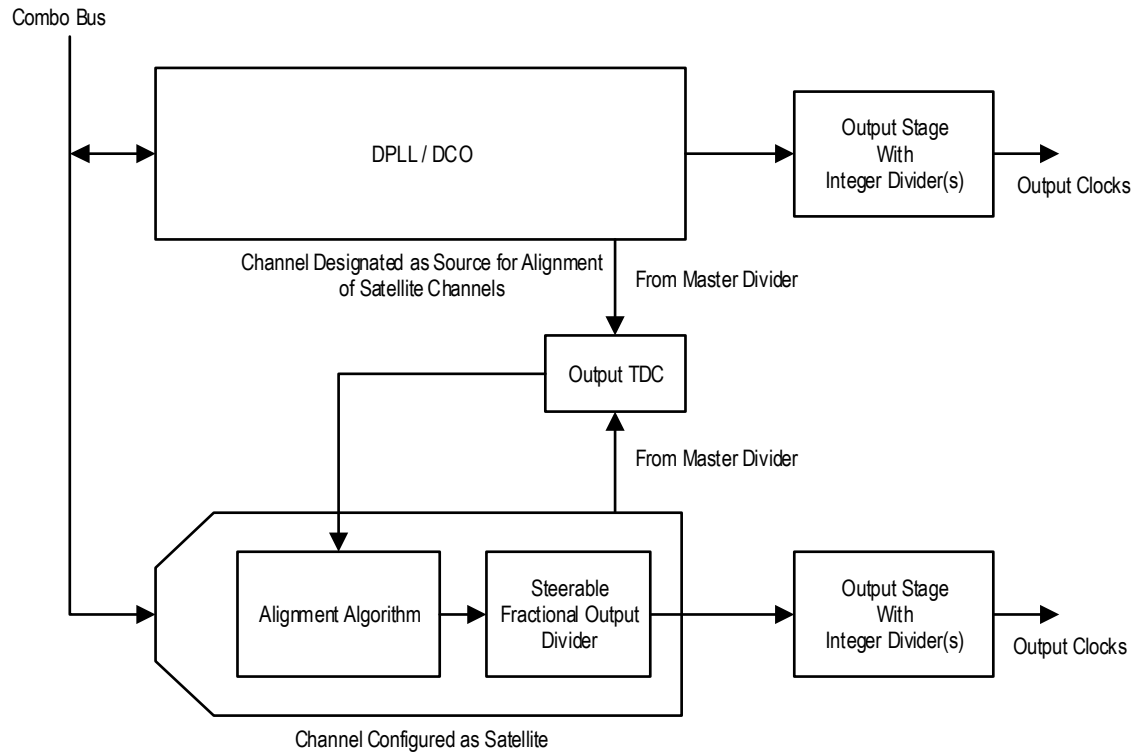 Combo Bus
DPLL / DCO
Output Stage
With
Integer Divider(s)
Output Clocks
Channel Designated as Source for Alignment
of Satellite Channels
From Master Divider
Output TDC
From Master Divider
Alignment Algorithm
Steerable
Fractional Output
Divider
Output Stage
With
Integer Divider(s)
Output Clocks
Channel Configured as Satellite